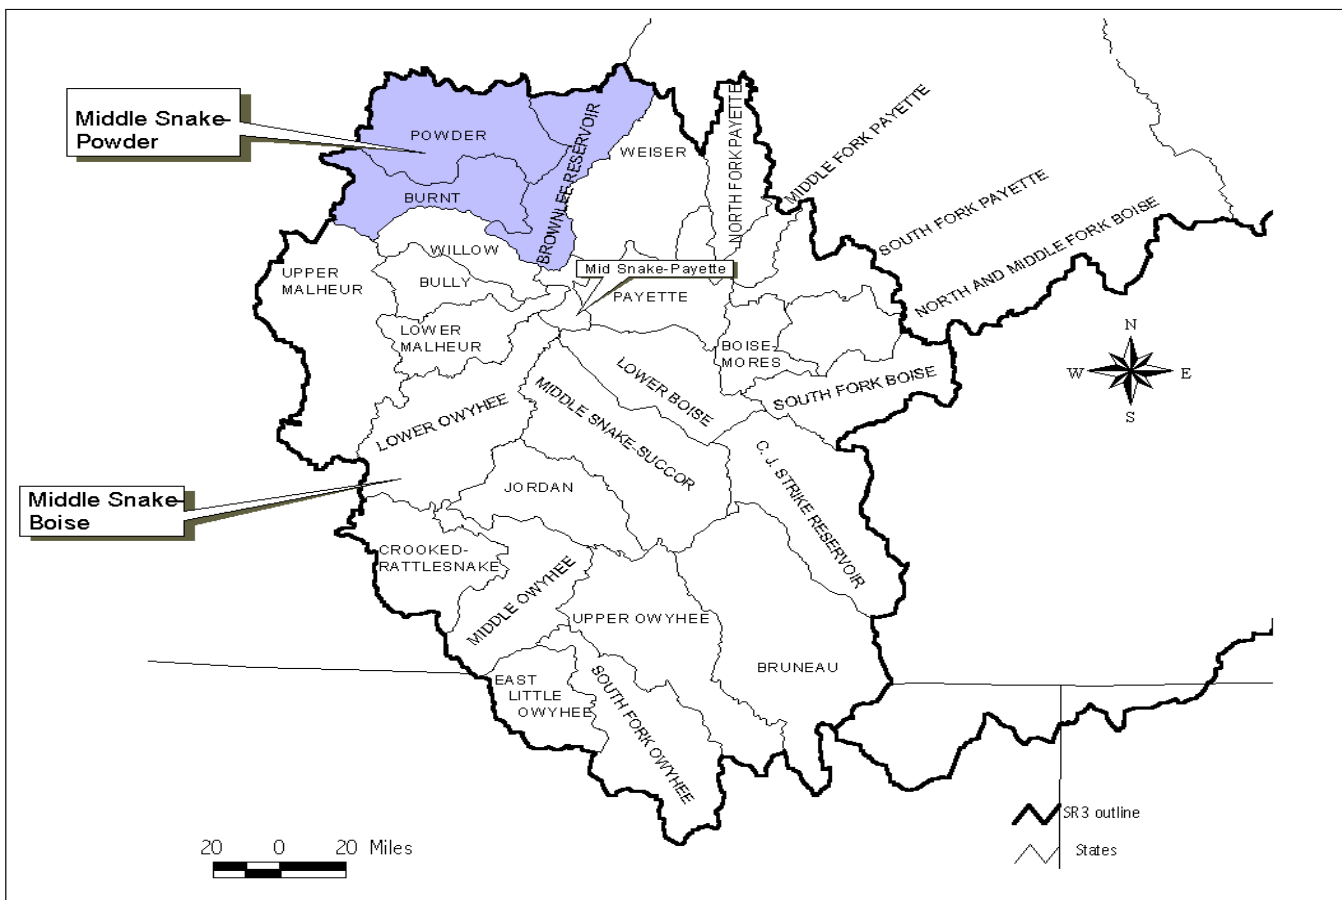 Middle Snake-
Powder
POWDER
BROWNLEE RESERVOIR
WEISER
NORTH FORK PAYETTE
MIDDLE FORK PAYETTE
BURNT
SOUTH FORK PAYETTE
NORTH AND MIDDLE FORK BOISE
WILLOW
UPPER
MALHEUR
BULLY
Mid Snake-Payette
PAYETTE
LOWER
MALHEUR
BOISE-
MORES
N
W
E
S
LOWER BOISE
SOUTH FORK BOISE
LOWER OWYHEE
MIDDLE SNAKE-SUCCOR
C. J. STRIKE RESERVOIR
Middle Snake-
Boise
JORDAN
CROOKED-
RATTLESNAKE
MIDDLE OWYHEE
UPPER OWYHEE
BRUNEAU
EAST
LITTLE
OWYHEE
SOUTH FORK OWYHEE
SR3 outline
States
20 0 20 Miles